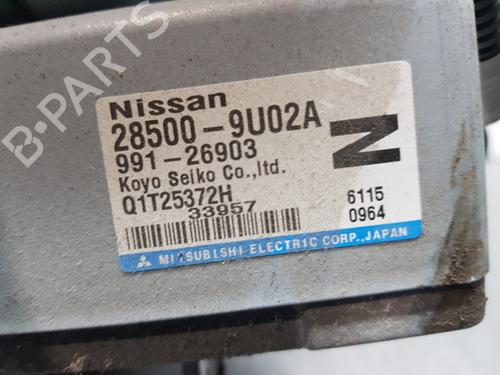 Nissan
28500-9U02A
991-26903
Koyo Seiko Co.,ltd.
Q1T25372H
33957
N
6115
0964
MITSUBISHI ELECTRIC CORP., JAPAN
B-PARTS